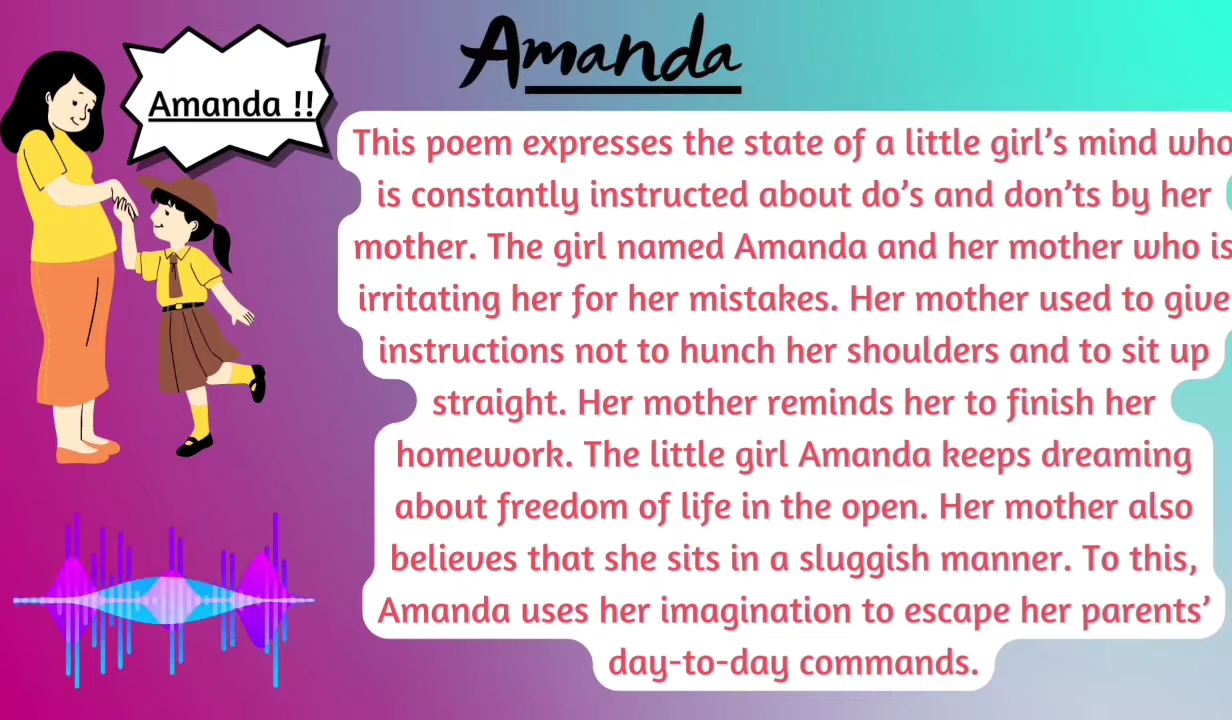 Amanda
Amanda !!
This poem expresses the state of a little girl's mind who
is constantly instructed about do's and don'ts by her
mother. The girl named Amanda and her mother who is
irritating her for her mistakes. Her mother used to give
instructions not to hunch her shoulders and to sit up
straight. Her mother reminds her to finish her
homework. The little girl Amanda keeps dreaming
about freedom of life in the open. Her mother also
believes that she sits in a sluggish manner. To this,
Amanda uses her imagination to escape her parents'
day-to-day commands.